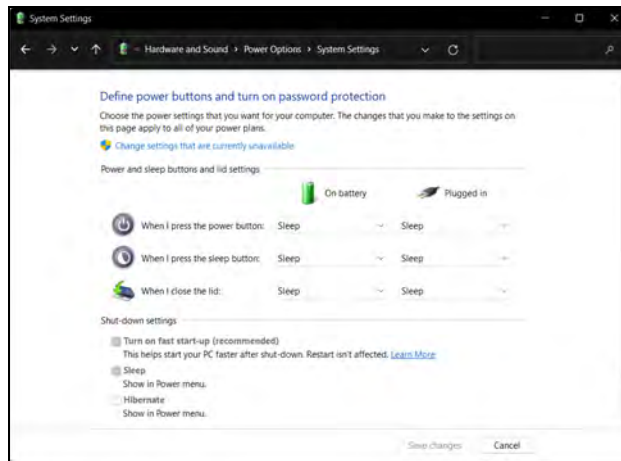 System Settings
Hardware and Sound › Power Options › System Settings
Define power buttons and turn on password protection
Choose the power settings that you want for your computer. The changes that you make to the settings on
this page apply to all of your power plans.
Change settings that are currently unavailable
Power and sleep buttons and lid settings
On battery Plugged in
When I press the power button: Sleep Sleep
When I press the sleep button: Sleep Sleep
When I close the lid: Sleep Sleep
Shut-down settings
Turn on fast start-up (recommended)
This helps start your PC faster after shut-down. Restart isn't affected. Learn More
Sleep
Show in Power menu.
Hibernate
Show in Power menu.
Save changes Cancel